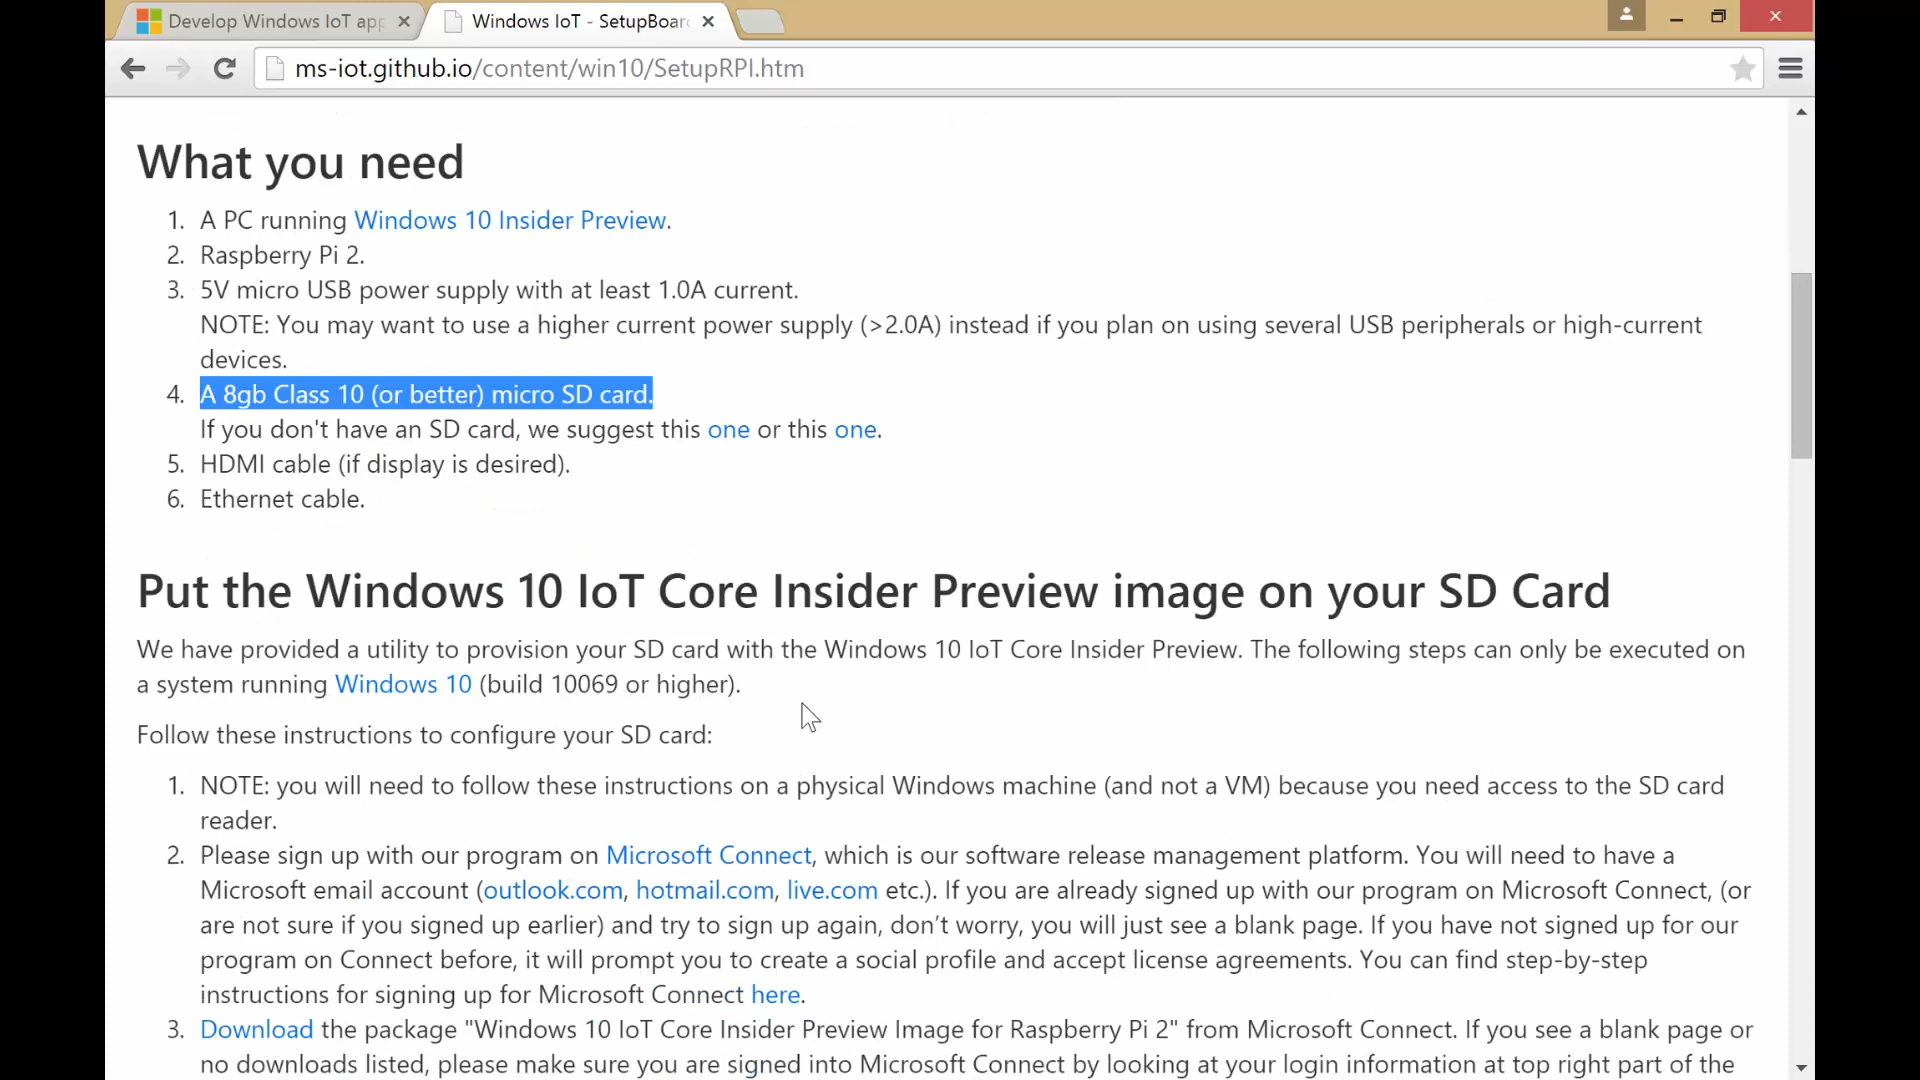 Develop Windows IoT app
Windows IoT - SetupBoar
ms-iot.github.io/content/win10/SetupRPI.htm
What you need
1. A PC running Windows 10 Insider Preview.
2. Raspberry Pi 2.
3. 5V micro USB power supply with at least 1.0A current.
NOTE: You may want to use a higher current power supply (>2.0A) instead if you plan on using several USB peripherals or high-current
devices.
4. A 8gb Class 10 (or better) micro SD card.
If you don't have an SD card, we suggest this one or this one.
5. HDMI cable (if display is desired).
6. Ethernet cable.
Put the Windows 10 IoT Core Insider Preview image on your SD Card
We have provided a utility to provision your SD card with the Windows 10 IoT Core Insider Preview. The following steps can only be executed on
a system running Windows 10 (build 10069 or higher).
Follow these instructions to configure your SD card:
1. NOTE: you will need to follow these instructions on a physical Windows machine (and not a VM) because you need access to the SD card
reader.
2. Please sign up with our program on Microsoft Connect, which is our software release management platform. You will need to have a
Microsoft email account (outlook.com, hotmail.com, live.com etc.). If you are already signed up with our program on Microsoft Connect, (or
are not sure if you signed up earlier) and try to sign up again, don’t worry, you will just see a blank page. If you have not signed up for our
program on Connect before, it will prompt you to create a social profile and accept license agreements. You can find step-by-step
instructions for signing up for Microsoft Connect here.
3. Download the package "Windows 10 IoT Core Insider Preview Image for Raspberry Pi 2" from Microsoft Connect. If you see a blank page or
no downloads listed, please make sure you are signed into Microsoft Connect by looking at your login information at top right part of the